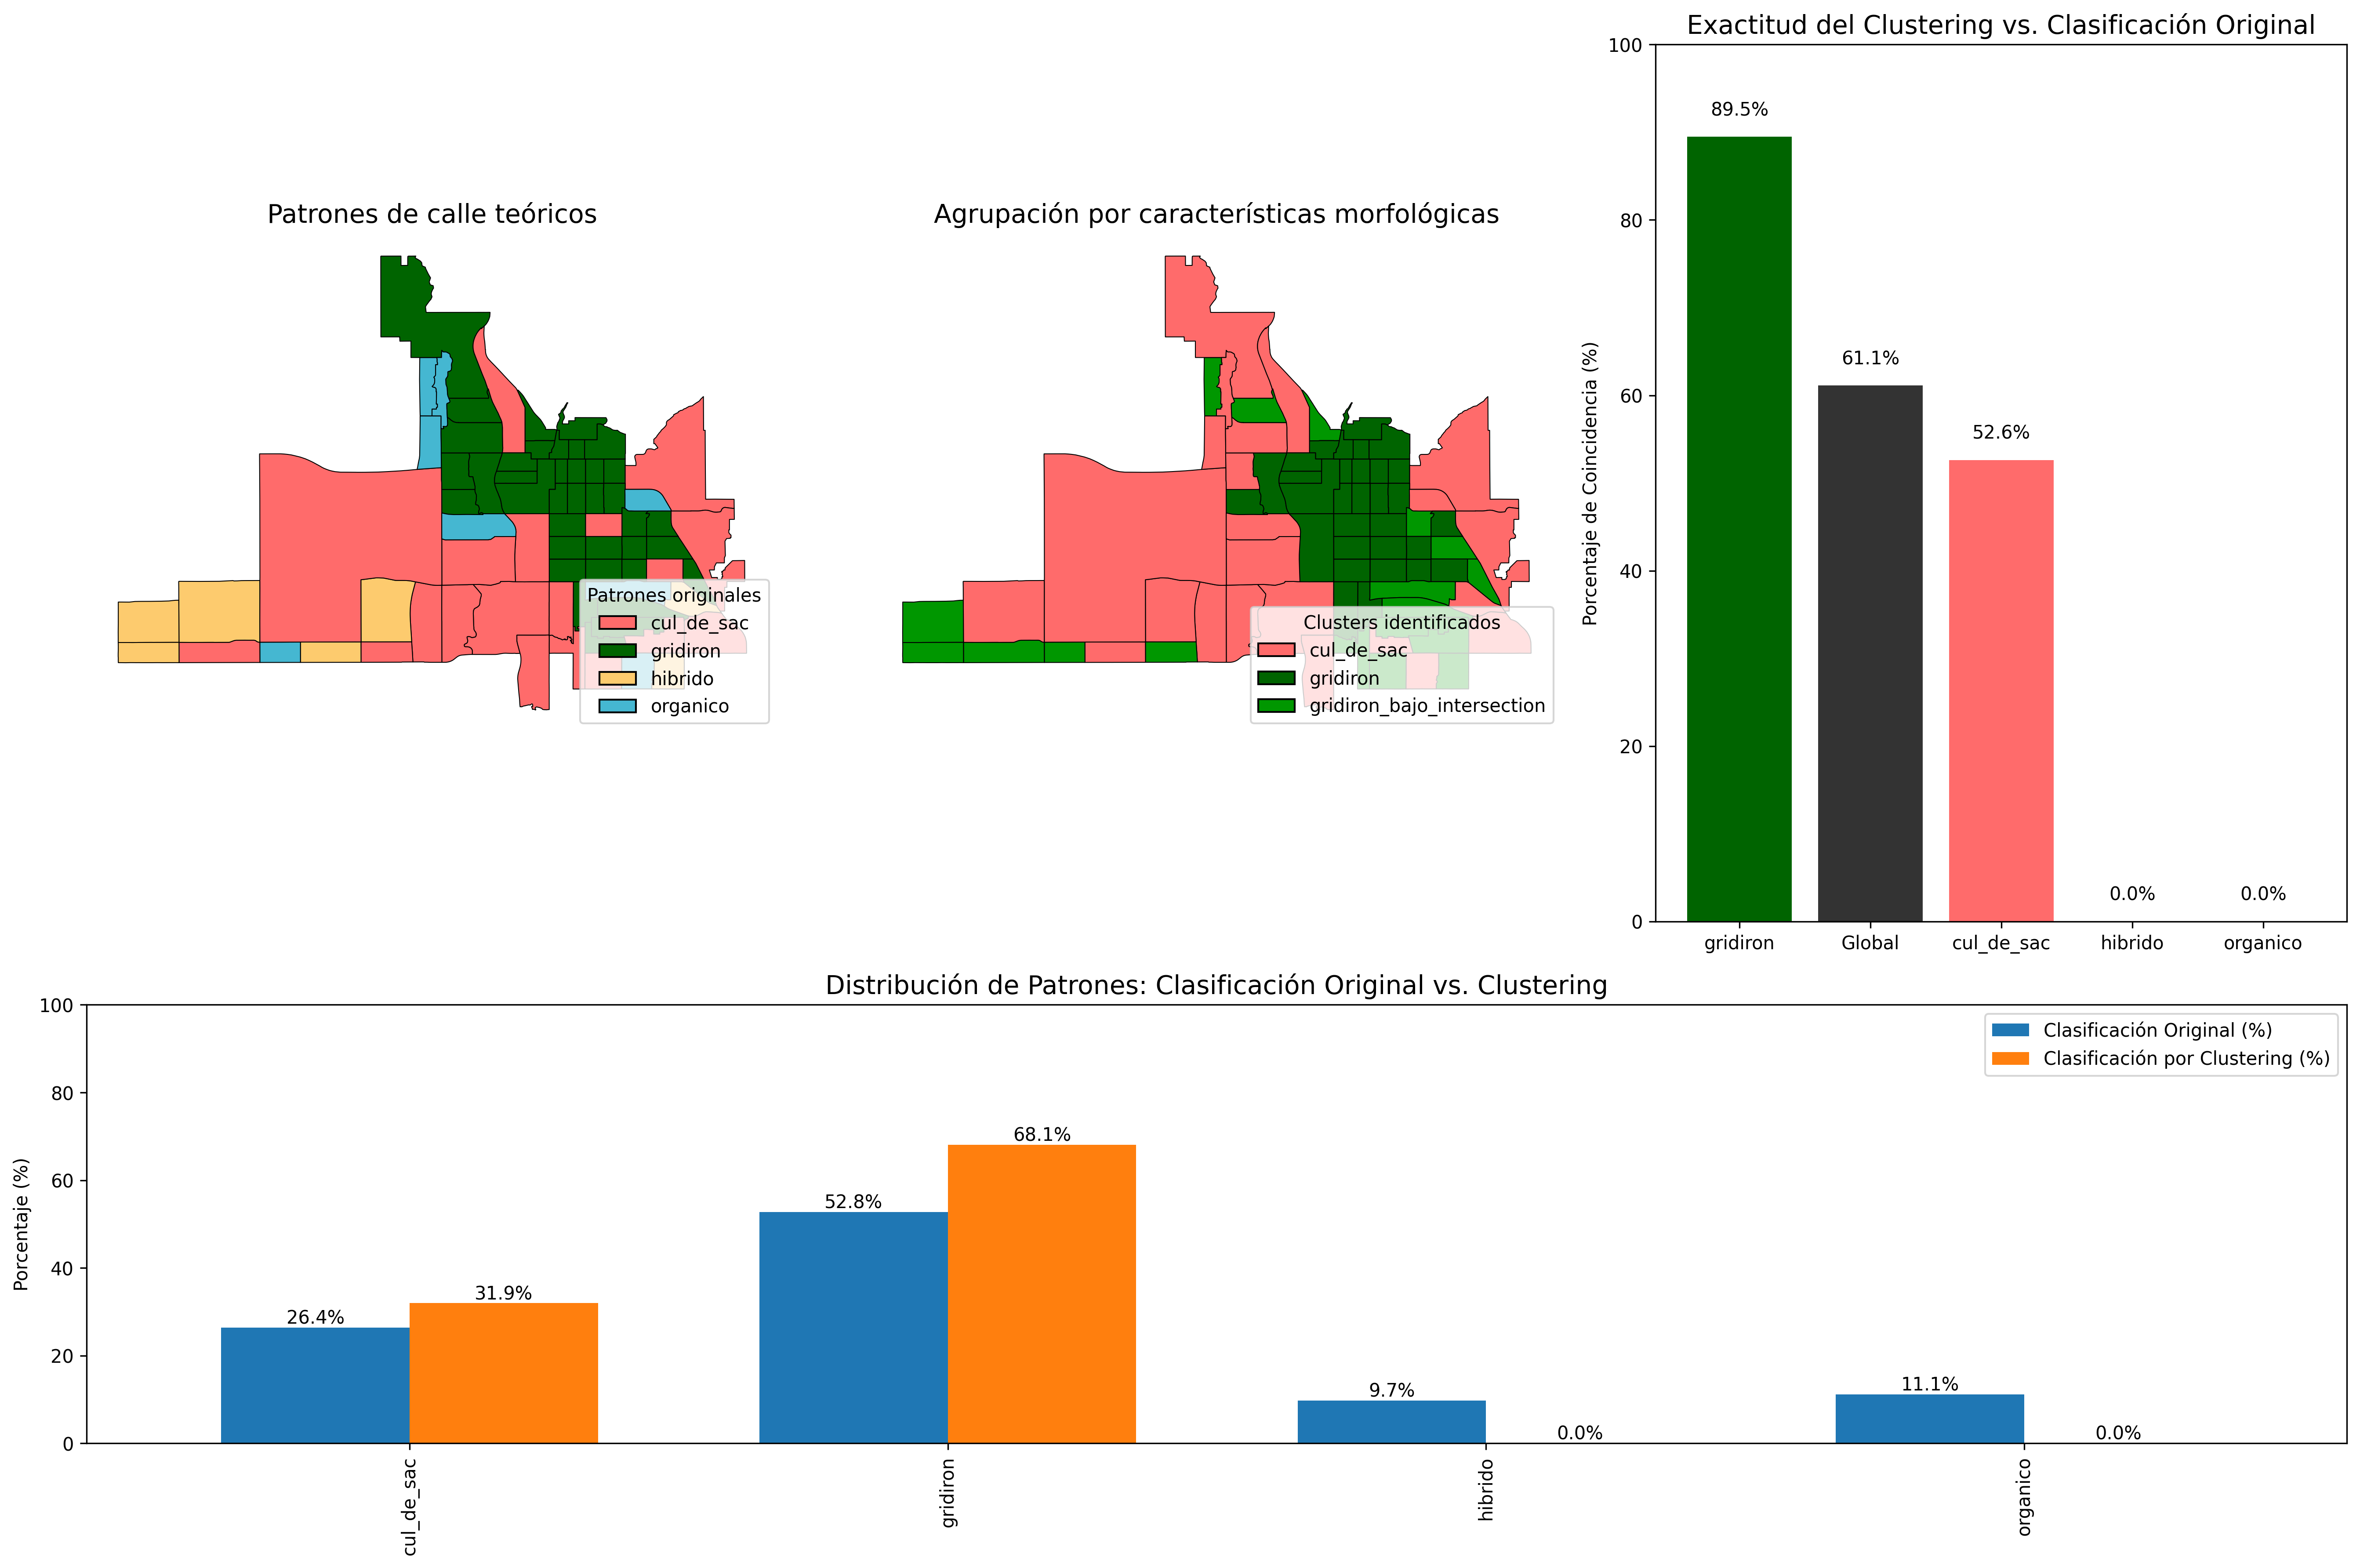 Patrones de calle teóricos
Patrones originales
cul_de_sac
gridiron
hibrido
organico
Agrupación por características morfológicas
Clusters identificados
cul_de_sac
gridiron
gridiron_bajo_intersection
Exactitud del Clustering vs. Clasificación Original
Porcentaje de Coincidencia (%)
100
80
60
40
20
0
89.5%
61.1%
52.6%
0.0%
0.0%
gridiron
Global
cul_de_sac
hibrido
organico
Distribución de Patrones: Clasificación Original vs. Clustering
Porcentaje (%)
100
80
60
40
20
0
Clasificación Original (%)
Clasificación por Clustering (%)
26.4%
31.9%
52.8%
68.1%
9.7%
0.0%
11.1%
0.0%
cul_de_sac
gridiron
hibrido
organico